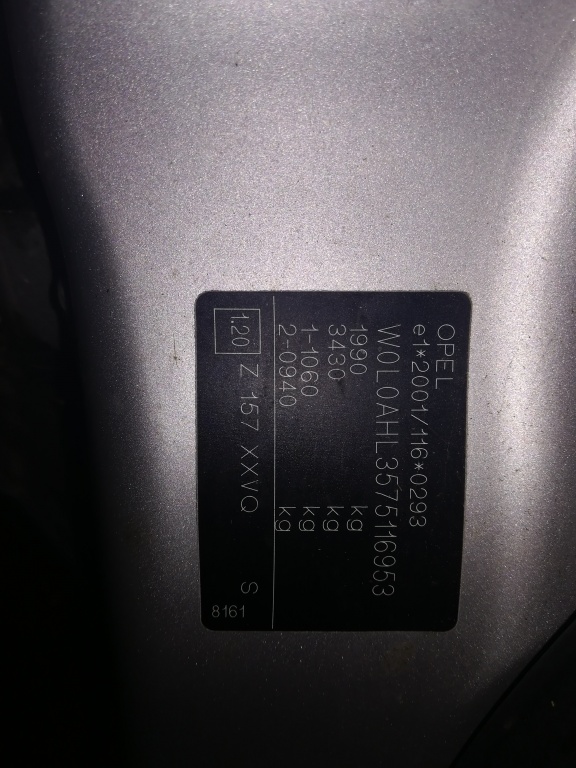 OPEL
e1*2001/116*0293
W0L0AHL3575116953
1990 kg
3430 kg
1-1060 kg
2-0940 kg
1.20 Z 157 XXVQ S
8161